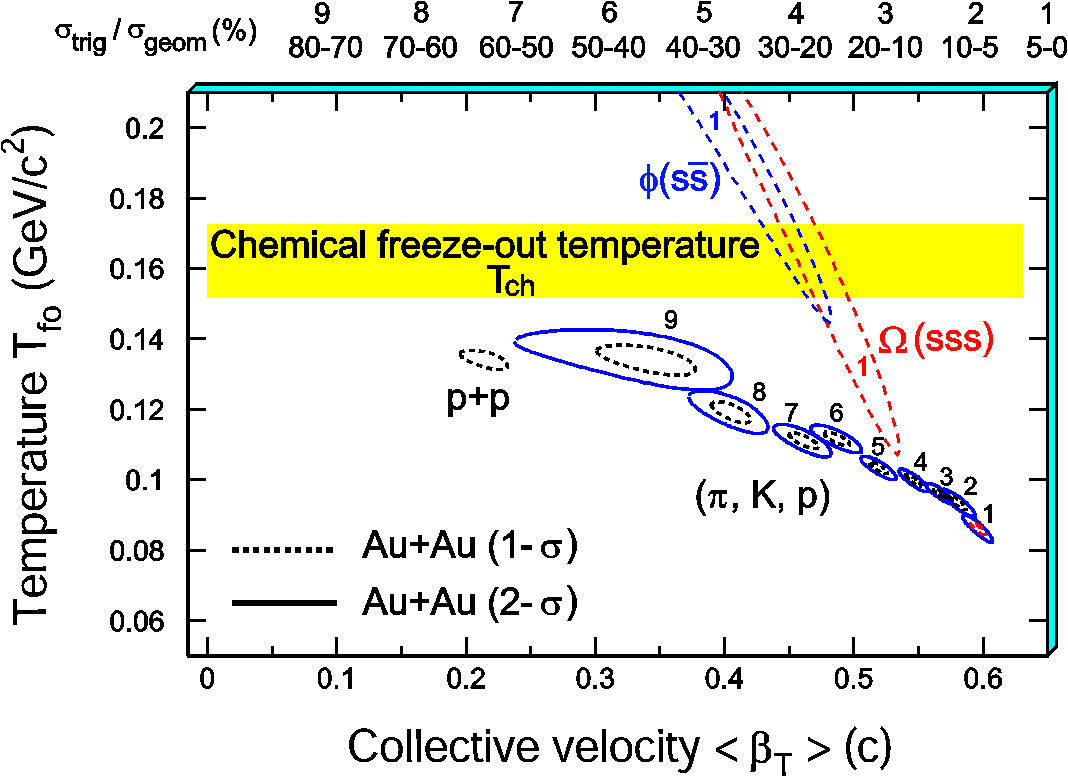 9 8 7 6 5 4 3 2 1
σtrig / σgeom (%) 80-70 70-60 60-50 50-40 40-30 30-20 20-10 10-5 5-0
0.2
1
ϕ(ss̅)
0.18
Chemical freeze-out temperature
0.16
Tch
0.14
9
Ω(sss)
1
p+p
0.12
8
7 6
5
0.1
4
3 2
(π, K, p)
1
Au+Au (1-σ)
0.08
Au+Au (2-σ)
0.06
0 0.2 0.3 0.4 0.5 0.6
Collective velocity < βT > (c)
Temperature Tfo (GeV/c²)